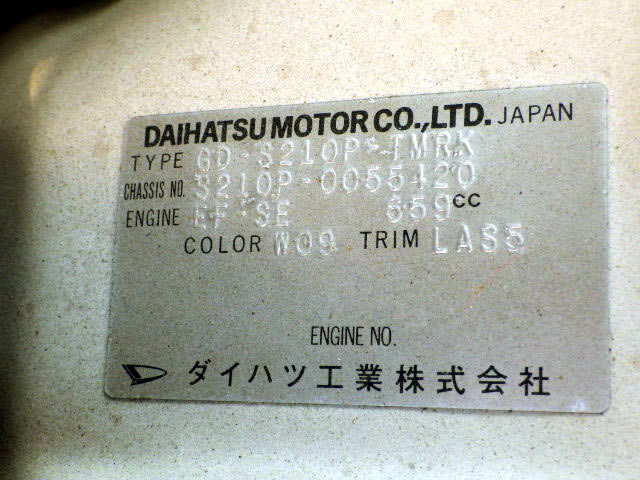 DAIHATSU MOTOR CO.,LTD. JAPAN
TYPE GD-S210P-TMRK
CHASSIS NO. S210P-0055420
ENGINE EF-SE 659CC
COLOR W09 TRIM LAS5
ENGINE NO.
ダイハツ工業株式会社